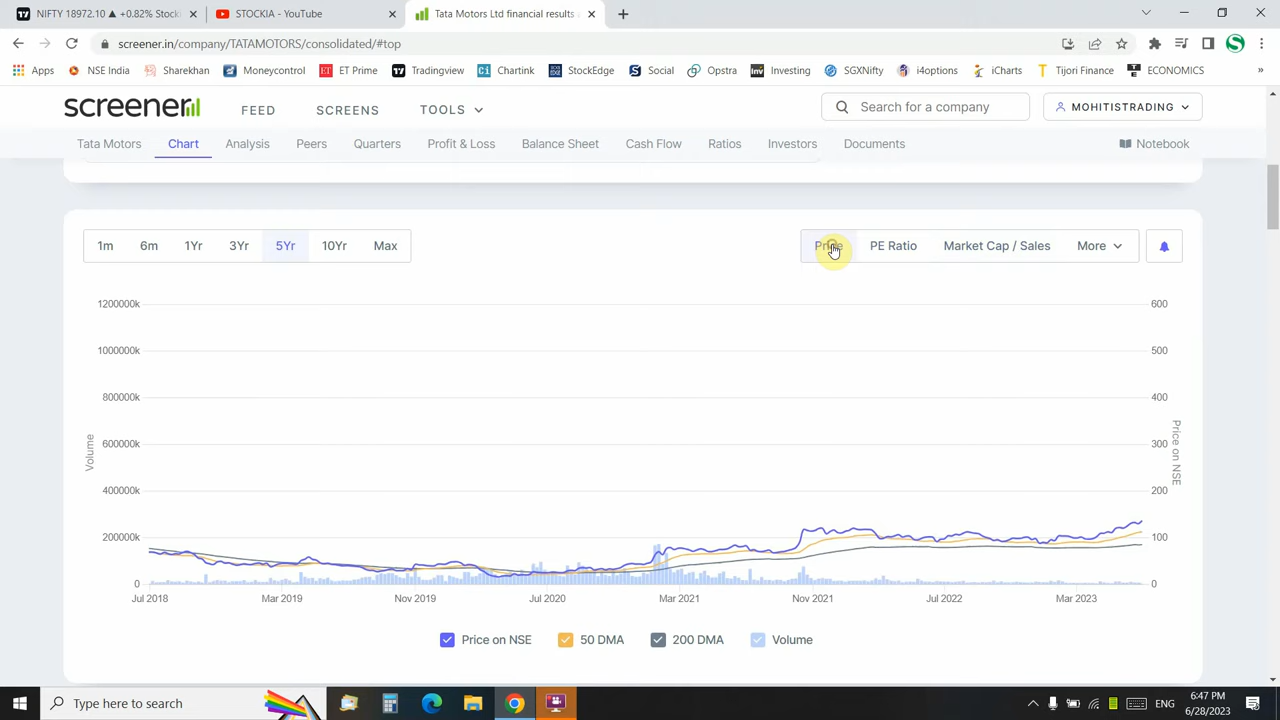 NIFTY 18972.10 ▲ +0.82% Stock
STOCKIA - YouTube
Tata Motors Ltd financial results
screener.in/company/TATAMOTORS/consolidated/#top
Apps
NSE India
Sharekhan
Moneycontrol
ET Prime
Tradingview
Chartink
StockEdge
Social
Opstra
Investing
SGXNifty
i4options
iCharts
Tijori Finance
ECONOMICS
»
screener
FEED
SCREENS
TOOLS
Search for a company
MOHITISTRADING
Tata Motors
Chart
Analysis
Peers
Quarters
Profit & Loss
Balance Sheet
Cash Flow
Ratios
Investors
Documents
Notebook
1m
6m
1Yr
3Yr
5Yr
10Yr
Max
Price
PE Ratio
Market Cap / Sales
More
1200000k
600
1000000k
500
800000k
400
600000k
300
400000k
200
200000k
100
0
0
Volume
Price on NSE
Jul 2018
Mar 2019
Nov 2019
Jul 2020
Mar 2021
Nov 2021
Jul 2022
Mar 2023
Price on NSE
50 DMA
200 DMA
Volume
Type here to search
ENG
6:47 PM
6/28/2023